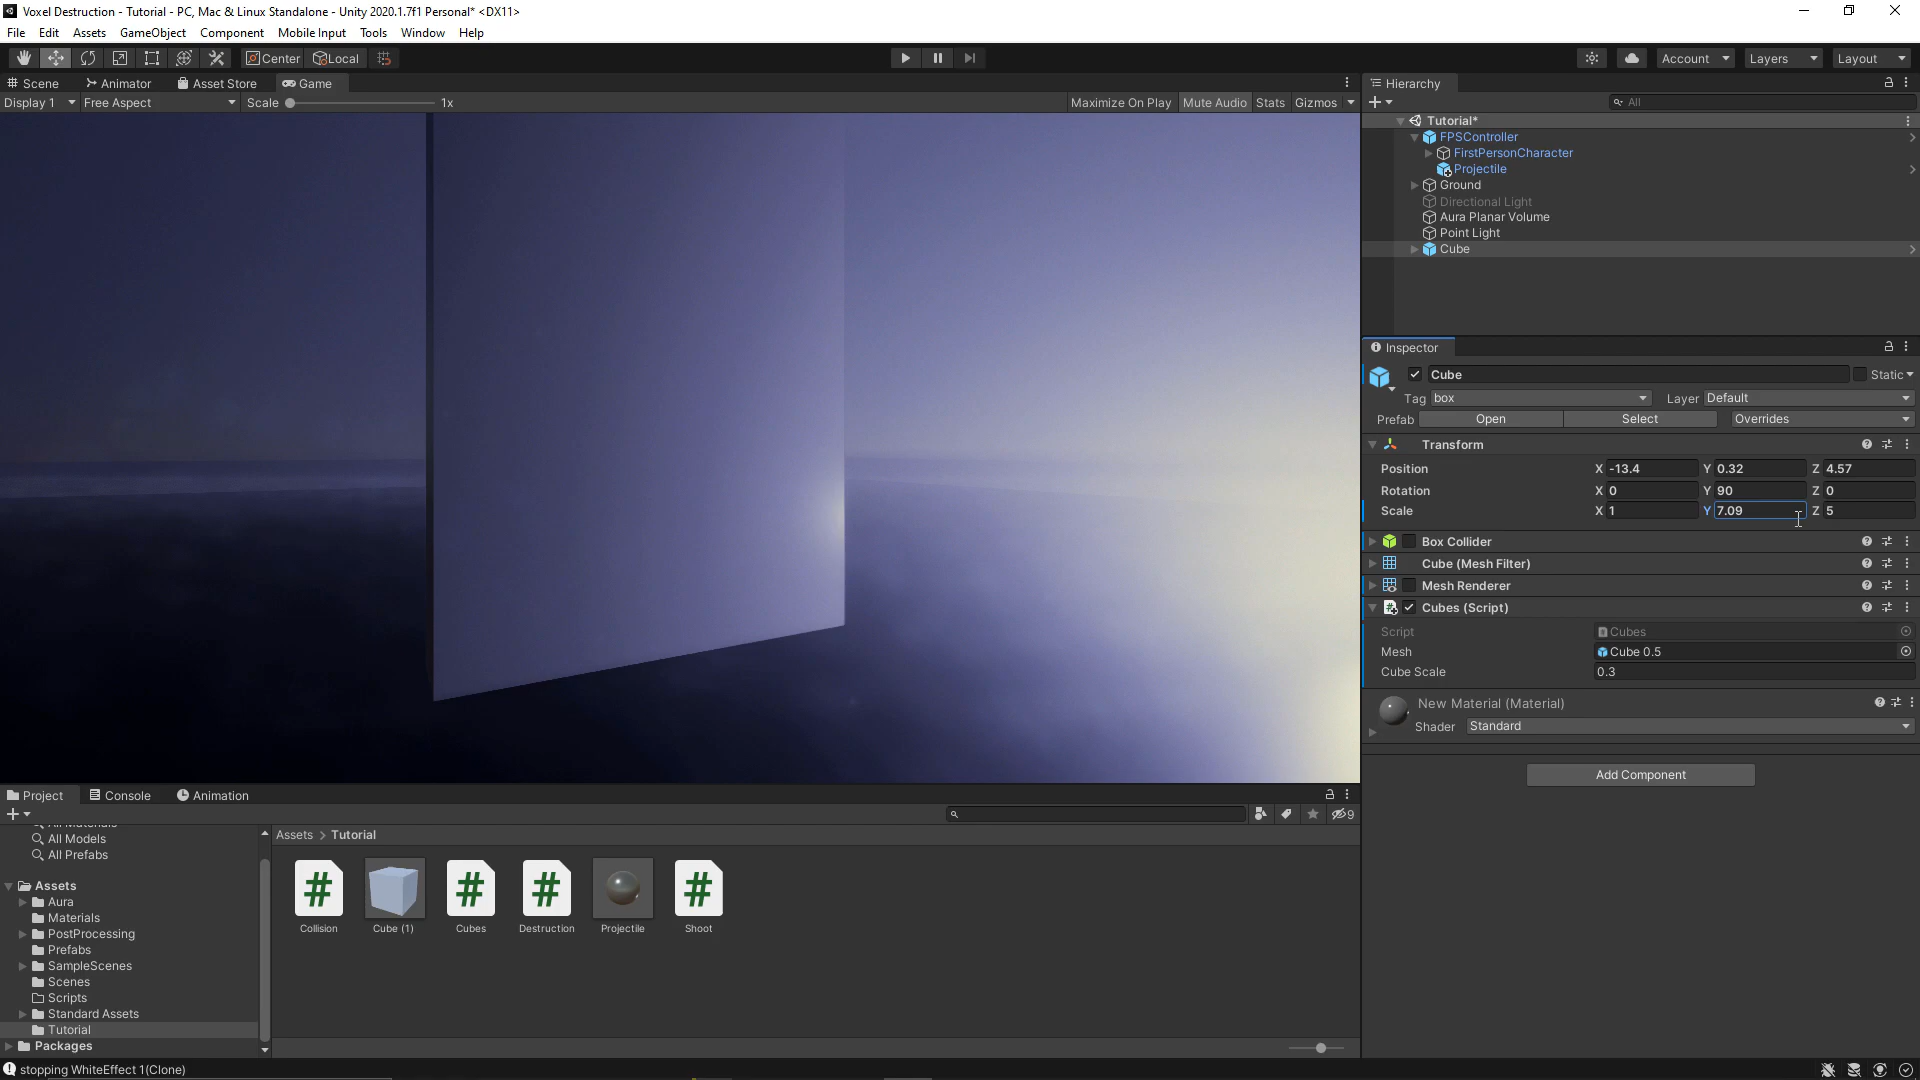 Voxel Destruction - Tutorial - PC, Mac & Linux Standalone - Unity 2020.1.7f1 Personal* <DX11>
File Edit Assets GameObject Component Mobile Input Tools Window Help
Center Local Account Layers Layout
Scene Animator Asset Store Game
Display 1 Free Aspect Scale 1x Maximize On Play Mute Audio Stats Gizmos
Hierarchy
All
Tutorial*
FPSController
FirstPersonCharacter
Projectile
Ground
Directional Light
Aura Planar Volume
Point Light
Cube
Inspector
Cube Static
Tag box Layer Default
Prefab Open Select Overrides
Transform
Position X -13.4 Y 0.32 Z 4.57
Rotation X 0 Y 90 Z 0
Scale X 1 Y 7.09 Z 5
Box Collider
Cube (Mesh Filter)
Mesh Renderer
Cubes (Script)
Script Cubes
Mesh Cube 0.5
Cube Scale 0.3
New Material (Material)
Shader Standard
Add Component
Project Console Animation
9
All Materials
All Models
All Prefabs
Assets
Aura
Materials
PostProcessing
Prefabs
SampleScenes
Scenes
Scripts
Standard Assets
Tutorial
Packages
Assets > Tutorial
# # # # #
Collision Cube (1) Cubes Destruction Projectile Shoot
stopping WhiteEffect 1(Clone)